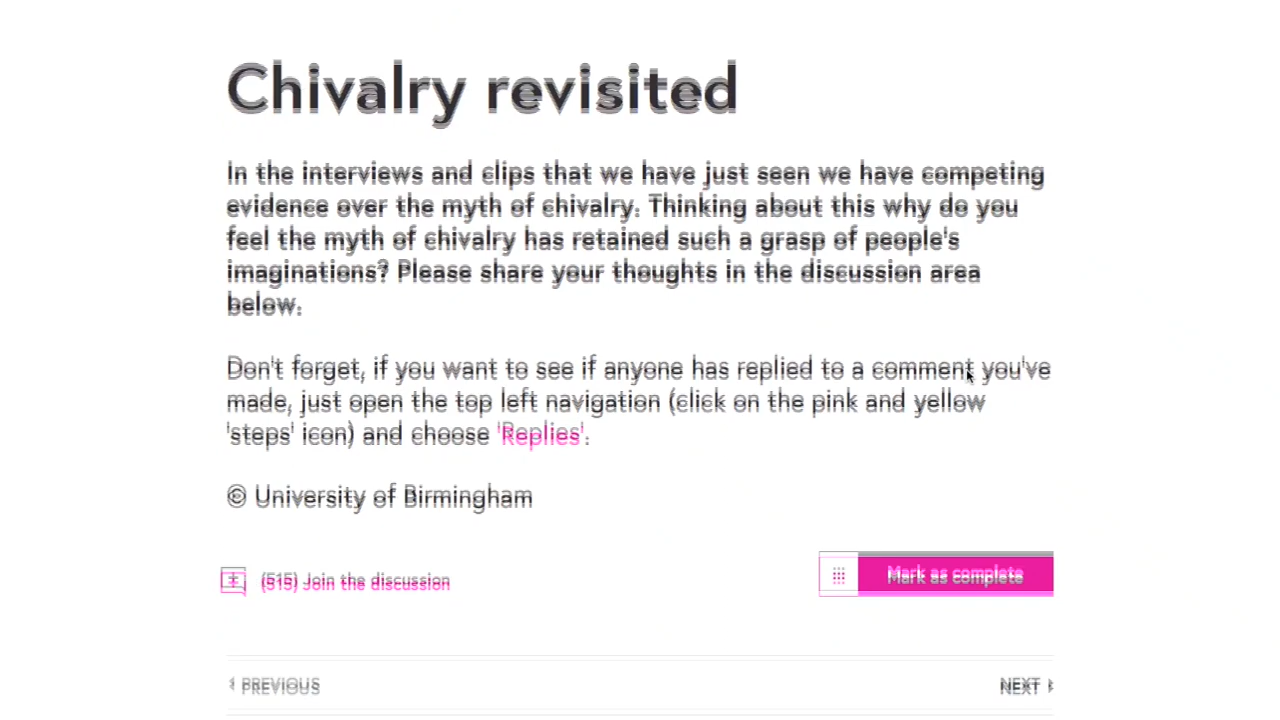 Chivalry revisited
In the interviews and clips that we have just seen we have competing
evidence over the myth of chivalry. Thinking about this why do you
feel the myth of chivalry has retained such a grasp of people's
imaginations? Please share your thoughts in the discussion area
below.
Don't forget, if you want to see if anyone has replied to a comment you've
made, just open the top left navigation (click on the pink and yellow
'steps' icon) and choose 'Replies'.
© University of Birmingham
(515) Join the discussion
Mark as complete
PREVIOUS
NEXT